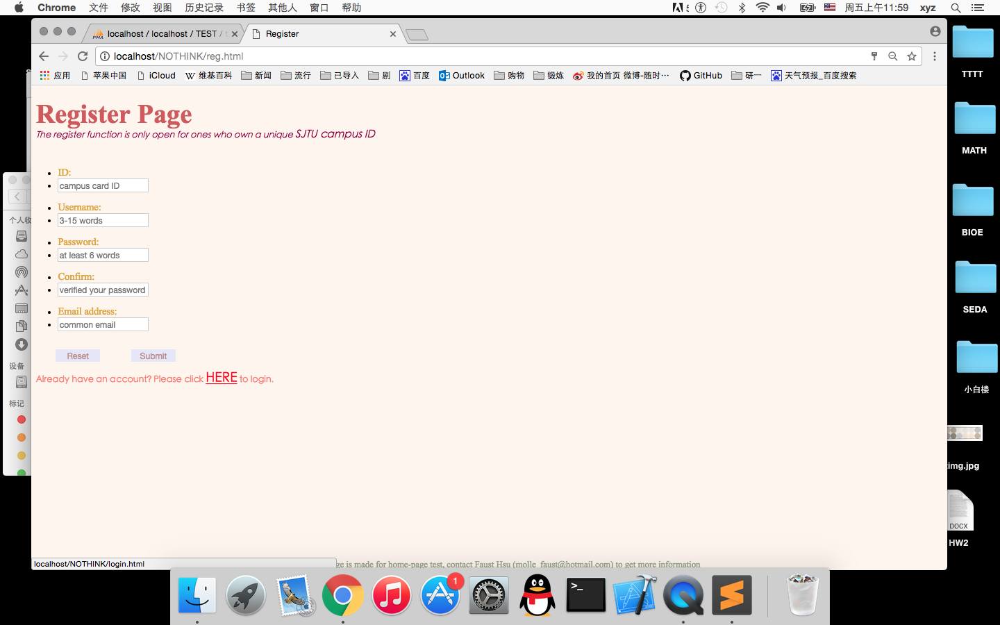 Chrome 文件 修改 视图 历史记录 书签 其他人 窗口 帮助 周五上午11:59 xyz
localhost / localhost / TEST / Register
localhost/NOTHINK/reg.html
应用 苹果中国 iCloud 维基百科 新闻 流行 已导入 剧 百度 Outlook 购物 锻炼 我的首页 微博-随时… GitHub 研一 天气预报_百度搜索
Register Page
The register function is only open for ones who own a unique SJTU campus ID
ID:
campus card ID
Username:
3-15 words
Password:
at least 6 words
Confirm:
verified your password
Email address:
common email
Reset Submit
Already have an account? Please click HERE to login.
is made for home-page test, contact Faust Hsu (molle_faust@hotmail.com) to get more information
localhost/NOTHINK/login.html
个人收
设备
标记
TTTT
MATH
BIOE
SEDA
小白楼
img.jpg
DOCX
HW2
1